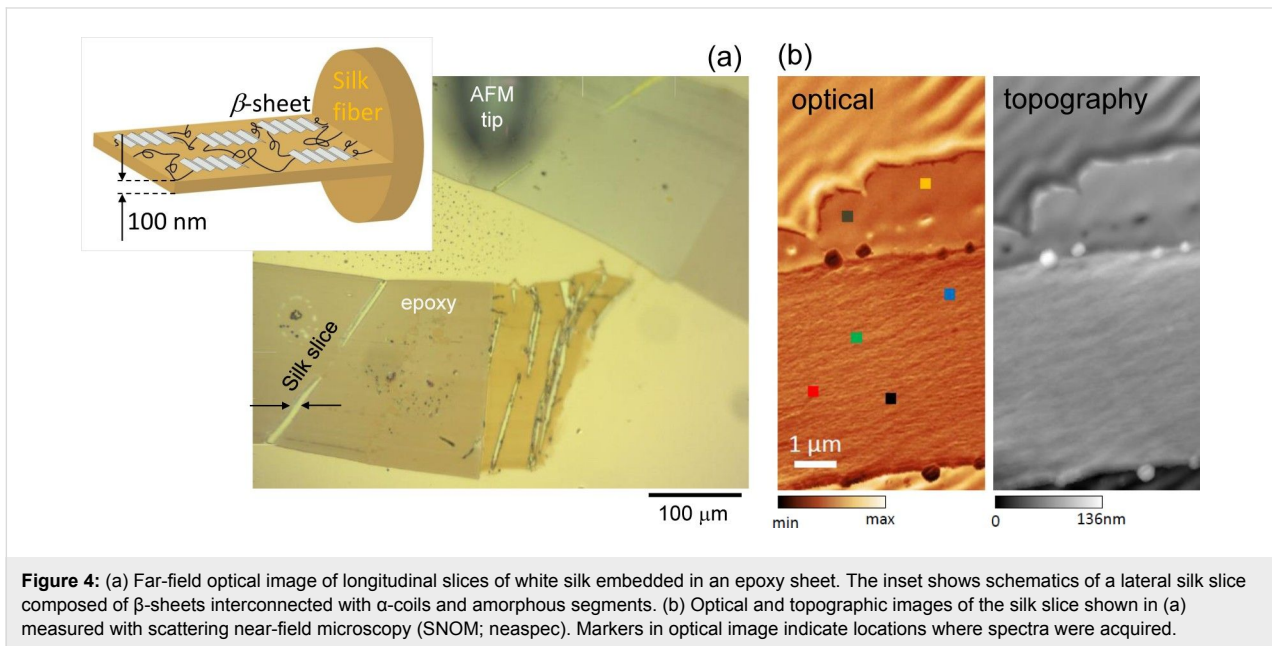 (a)
Silk
fiber
β-sheet
100 nm
AFM
tip
epoxy
Silk slice
100 μm
(b)
optical
topography
1 μm
min
max
0
136nm
Figure 4: (a) Far-field optical image of longitudinal slices of white silk embedded in an epoxy sheet. The inset shows schematics of a lateral silk slice
composed of β-sheets interconnected with α-coils and amorphous segments. (b) Optical and topographic images of the silk slice shown in (a)
measured with scattering near-field microscopy (SNOM; neaspec). Markers in optical image indicate locations where spectra were acquired.